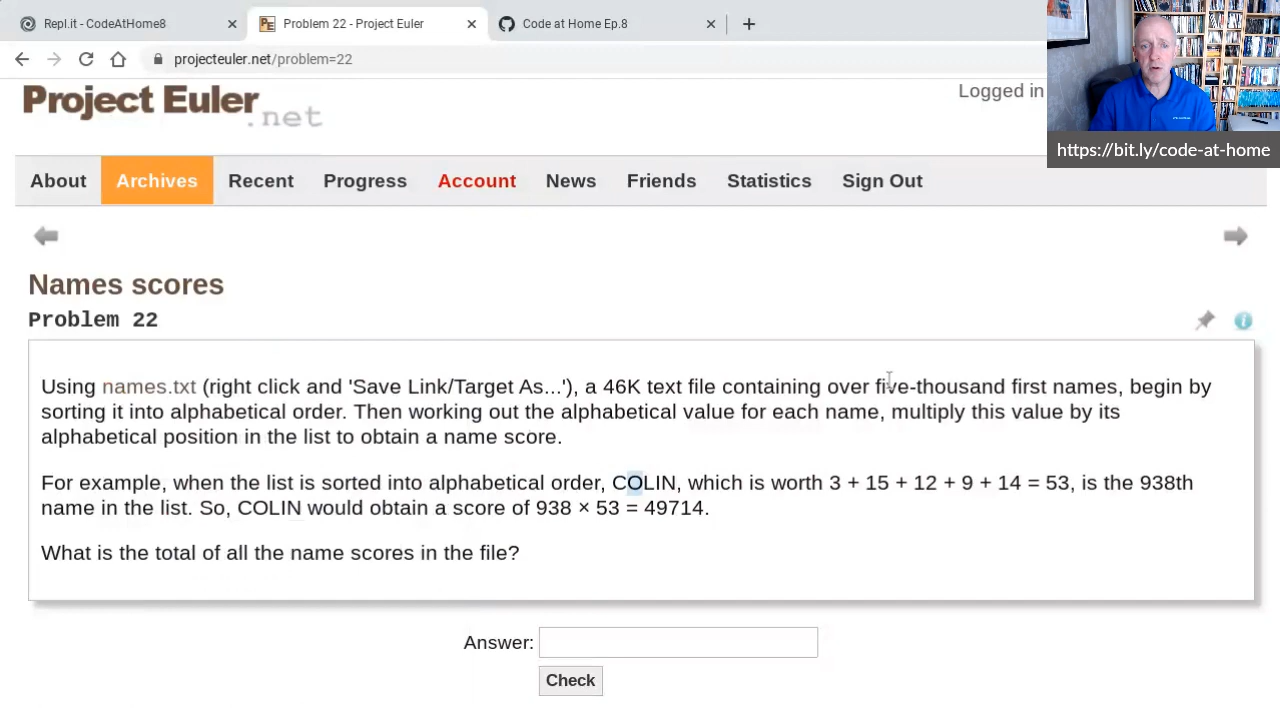 Repl.it - CodeAtHome8
Problem 22 - Project Euler
Code at Home Ep.8
projecteuler.net/problem=22
Project Euler
.net
Logged in
https://bit.ly/code-at-home
About Archives Recent Progress Account News Friends Statistics Sign Out
Names scores
Problem 22
Using names.txt (right click and 'Save Link/Target As...'), a 46K text file containing over five-thousand first names, begin by
sorting it into alphabetical order. Then working out the alphabetical value for each name, multiply this value by its
alphabetical position in the list to obtain a name score.
For example, when the list is sorted into alphabetical order, COLIN, which is worth 3 + 15 + 12 + 9 + 14 = 53, is the 938th
name in the list. So, COLIN would obtain a score of 938 × 53 = 49714.
What is the total of all the name scores in the file?
Answer:
Check